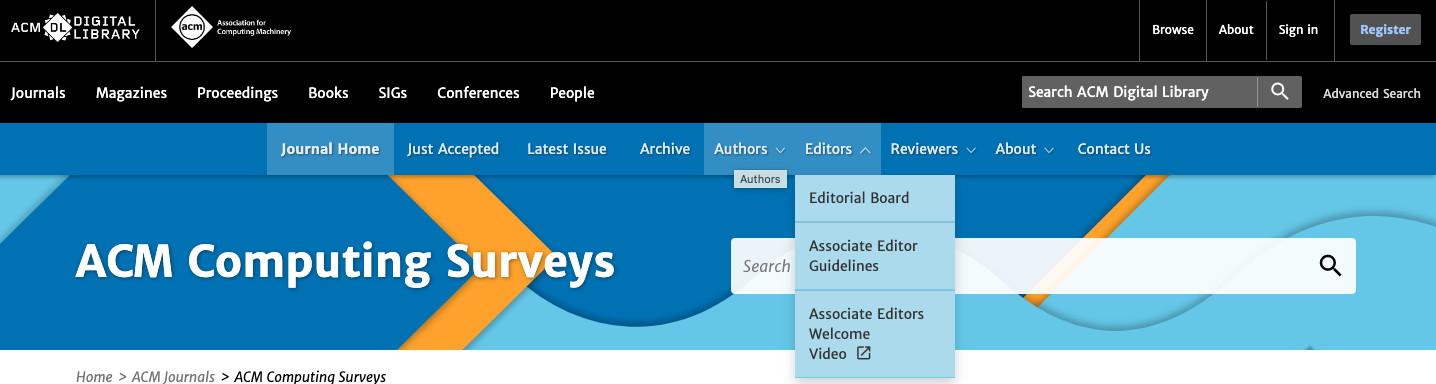 ACM DL DIGITAL LIBRARY
acm Association for Computing Machinery
Browse About Sign in Register
Journals Magazines Proceedings Books SIGs Conferences People
Search ACM Digital Library
Advanced Search
Journal Home Just Accepted Latest Issue Archive Authors Editors Reviewers About Contact Us
Authors
Editorial Board
Associate Editor
Guidelines
Associate Editors
Welcome
Video
ACM Computing Surveys
Search
Home > ACM Journals > ACM Computing Surveys